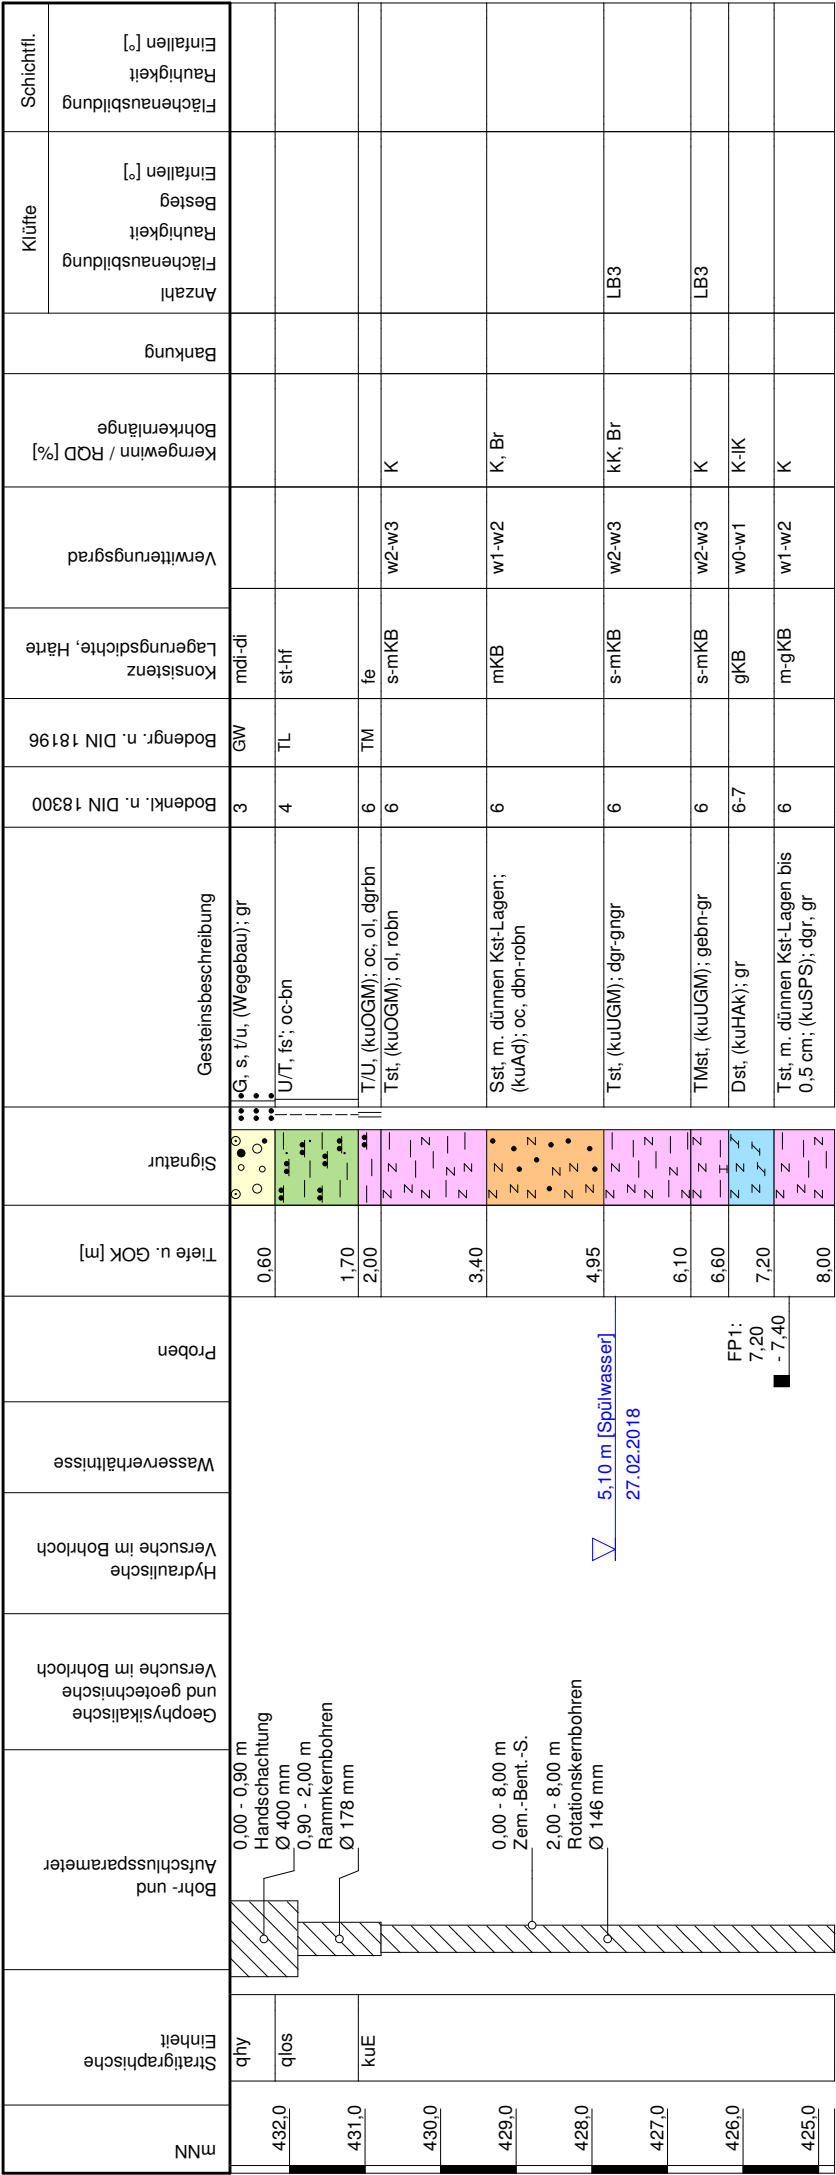 mNN
Stratigraphische
Einheit
Bohr- und
Aufschlussparameter
Geophysikalische
und geotechnische
Versuche im Bohrloch
Hydraulische
Versuche im Bohrloch
Wasserverhältnisse
Proben
Tiefe u. GOK [m]
Signatur
Gesteinsbeschreibung
Bodenkl. n. DIN 18300
Bodengr. n. DIN 18196
Konsistenz
Lagerungsdichte, Härte
Verwitterungsgrad
Kerngewinn / RQD [%]
Bohrkernlänge
Bankung
Klüfte
Anzahl
Flächenausbildung
Rauhigkeit
Besteg
Einfallen [°]
Schichtfl.
Flächenausbildung
Rauhigkeit
Einfallen [°]
432,0
431,0
430,0
429,0
428,0
427,0
426,0
425,0
qhy
qlos
kuE
0,00 - 0,90 m
Handschachtung
Ø 400 mm
0,90 - 2,00 m
Rammkernbohren
Ø 178 mm
0,00 - 8,00 m
Zem.-Bent.-S.
2,00 - 8,00 m
Rotationskernbohren
Ø 146 mm
5,10 m [Spülwasser]
27.02.2018
FP1:
7,20
- 7,40
0,60
G, s, t/u, (Wegebau); gr
3
GW
mdi-di
1,70
U/T, fs'; oc-bn
4
TL
st-hf
2,00
T/U, (kuOGM); oc, ol, dgrbn
6
TM
fe
3,40
Tst, (kuOGM); ol, robn
6
s-mKB
w2-w3
K
4,95
Sst, m. dünnen Kst-Lagen;
(kuAd); oc, dbn-robn
6
mKB
w1-w2
K, Br
6,10
Tst, (kuUGM); dgr-gngr
6
s-mKB
w2-w3
kK, Br
LB3
6,60
TMst, (kuUGM); gebn-gr
6
s-mKB
w2-w3
K
LB3
7,20
Dst, (kuHAk); gr
6-7
gKB
w0-w1
K-lK
8,00
Tst, m. dünnen Kst-Lagen bis
0,5 cm; (kuSPS); dgr, gr
6
m-gKB
w1-w2
K